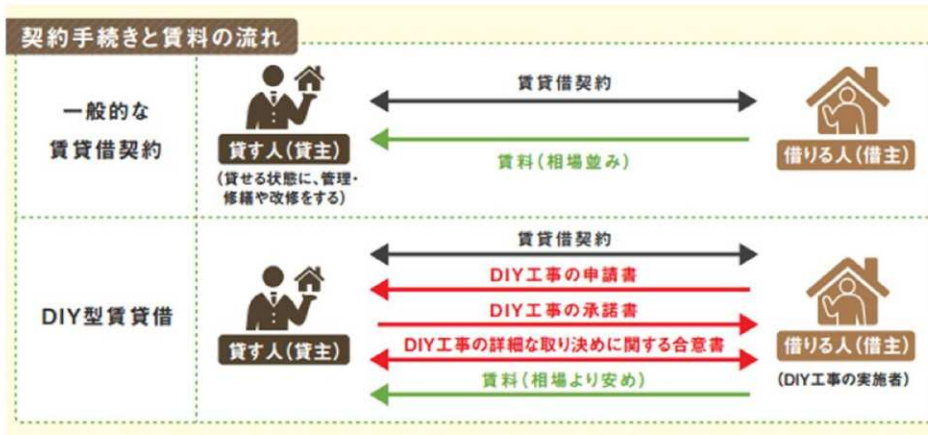 契約手続きと賃料の流れ
一般的な
賃貸借契約
貸す人(貸主)
(貸せる状態に、管理・
修繕や改修をする)
賃貸借契約
賃料(相場並み)
借りる人(借主)
DIY型賃貸借
貸す人(貸主)
賃貸借契約
DIY工事の申請書
DIY工事の承諾書
DIY工事の詳細な取り決めに関する合意書
賃料(相場より安め)
借りる人(借主)
(DIY工事の実施者)